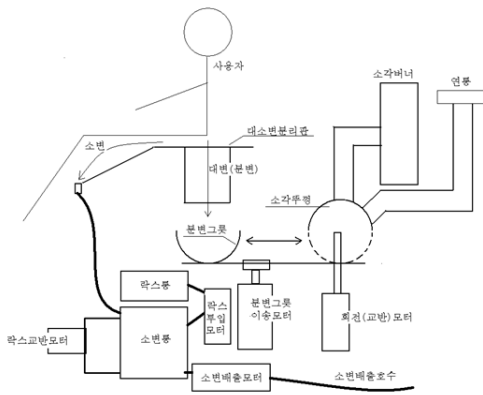 사용자
소각버너
연통
대소변분리판
소변
대변(분변)
소각뚜껑
분변그릇
락스통
락스
투입
모터
분변그릇
이송모터
회전(교반)모터
락스교반모터
소변통
소변배출모터
소변배출호수